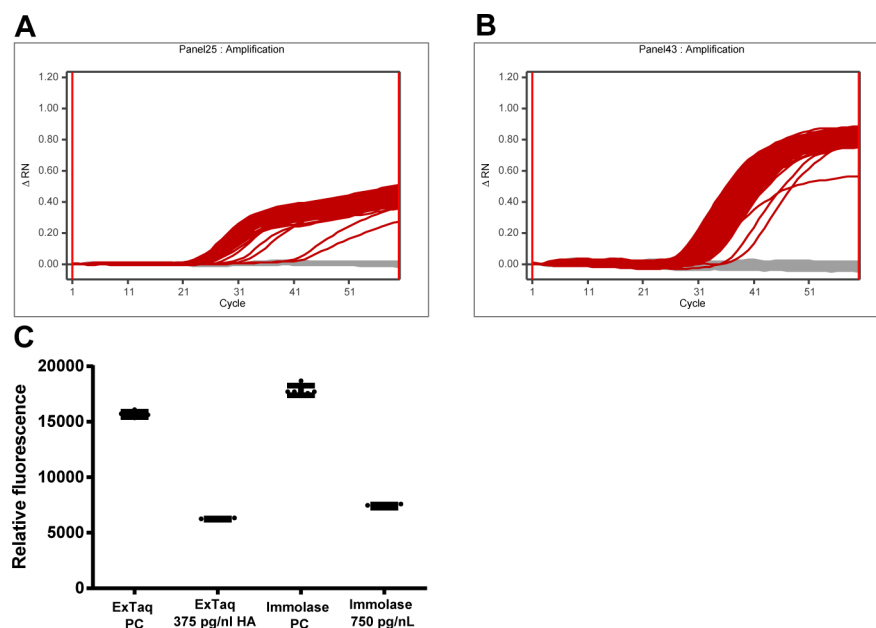 A
Panel25 : Amplification
1.20
1.00
0.80
0.60
0.40
0.20
0.00
Δ RN
1 11 21 31 41 51
Cycle
B
Panel43 : Amplification
1.20
1.00
0.80
0.60
0.40
0.20
0.00
Δ RN
1 11 21 31 41 51
Cycle
C
20000
15000
10000
5000
0
Relative fluorescence
ExTaq
PC
ExTaq
375 pg/nl HA
Immolase
PC
Immolase
750 pg/nL